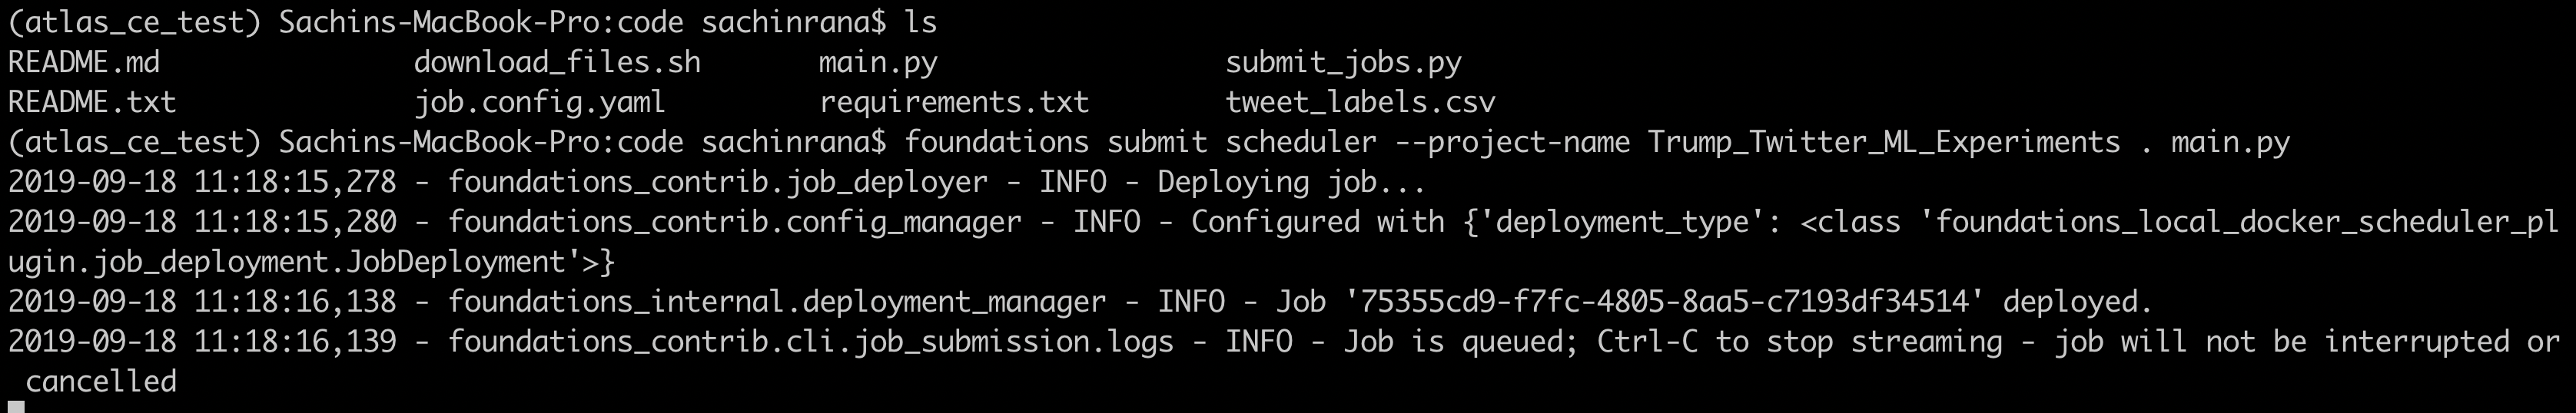 (atlas_ce_test) Sachins-MacBook-Pro:code sachinrana$ ls
README.md download_files.sh main.py submit_jobs.py
README.txt job.config.yaml requirements.txt tweet_labels.csv
(atlas_ce_test) Sachins-MacBook-Pro:code sachinrana$ foundations submit scheduler --project-name Trump_Twitter_ML_Experiments . main.py
2019-09-18 11:18:15,278 - foundations_contrib.job_deployer - INFO - Deploying job...
2019-09-18 11:18:15,280 - foundations_contrib.config_manager - INFO - Configured with {'deployment_type': <class 'foundations_local_docker_scheduler_pl
ugin.job_deployment.JobDeployment'>}
2019-09-18 11:18:16,138 - foundations_internal.deployment_manager - INFO - Job '75355cd9-f7fc-4805-8aa5-c7193df34514' deployed.
2019-09-18 11:18:16,139 - foundations_contrib.cli.job_submission.logs - INFO - Job is queued; Ctrl-C to stop streaming - job will not be interrupted or
 cancelled